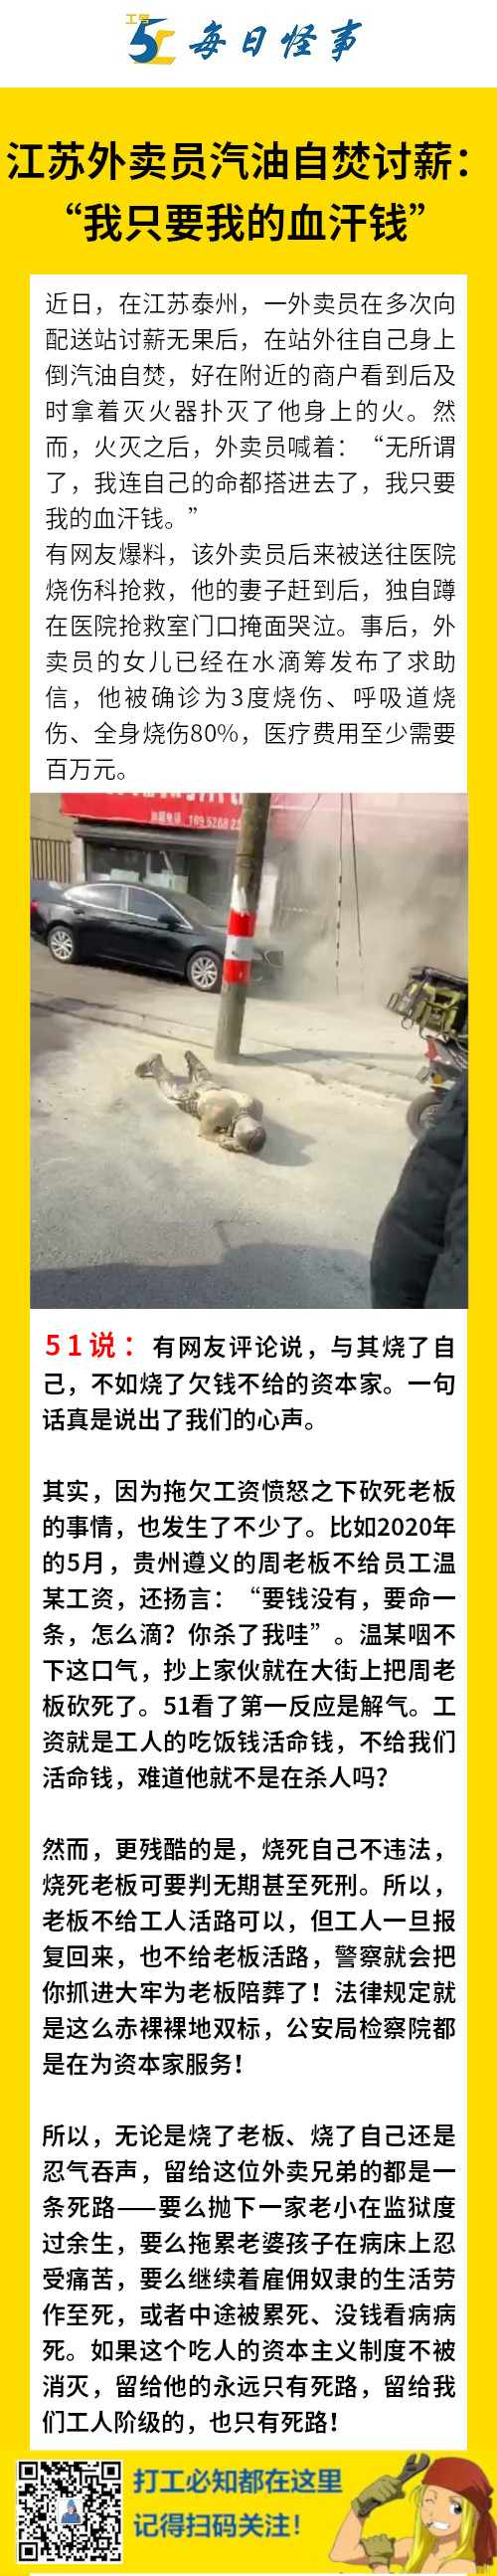 工号
51
每日怪事
江苏外卖员汽油自焚讨薪：
“我只要我的血汗钱”
近日，在江苏泰州，一外卖员在多次向
配送站讨薪无果后，在站外往自己身上
倒汽油自焚，好在附近的商户看到后及
时拿着灭火器扑灭了他身上的火。然
而，火灭之后，外卖员喊着：“无所谓
了，我连自己的命都搭进去了，我只要
我的血汗钱。”
有网友爆料，该外卖员后来被送往医院
烧伤科抢救，他的妻子赶到后，独自蹲
在医院抢救室门口掩面哭泣。事后，外
卖员的女儿已经在水滴筹发布了求助
信，他被确诊为3度烧伤、呼吸道烧
伤、全身烧伤80%，医疗费用至少需要
百万元。
51说：有网友评论说，与其烧了自
己，不如烧了欠钱不给的资本家。一句
话真是说出了我们的心声。
其实，因为拖欠工资愤怒之下砍死老板
的事情，也发生了不少了。比如2020年
的5月，贵州遵义的周老板不给员工温
某工资，还扬言：“要钱没有，要命一
条，怎么滴？你杀了我哇”。温某咽不
下这口气，抄上家伙就在大街上把周老
板砍死了。51看了第一反应是解气。工
资就是工人的吃饭钱活命钱，不给我们
活命钱，难道他就不是在杀人吗？
然而，更残酷的是，烧死自己不违法，
烧死老板可要判无期甚至死刑。所以，
老板不给工人活路可以，但工人一旦报
复回来，也不给老板活路，警察就会把
你抓进大牢为老板陪葬了！法律规定就
是这么赤裸裸地双标，公安局检察院都
是在为资本家服务！
所以，无论是烧了老板、烧了自己还是
忍气吞声，留给这位外卖兄弟的都是一
条死路——要么抛下一家老小在监狱度
过余生，要么拖累老婆孩子在病床上忍
受痛苦，要么继续着雇佣奴隶的生活劳
作至死，或者中途被累死、没钱看病病
死。如果这个吃人的资本主义制度不被
消灭，留给他的永远只有死路，留给我
们工人阶级的，也只有死路！
打工必知都在这里
记得扫码关注！